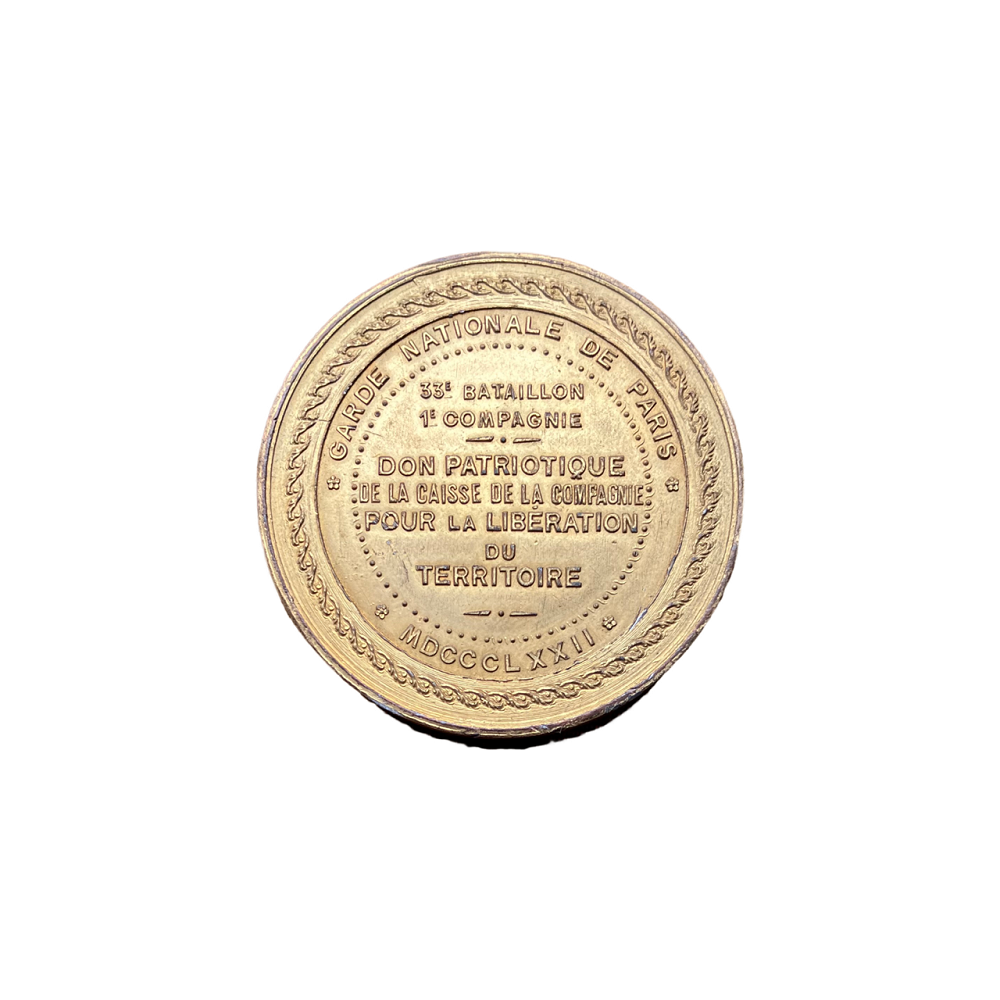 GARDE NATIONALE DE PARIS
33E BATAILLON
1E COMPAGNIE
DON PATRIOTIQUE
DE LA CAISSE DE LA COMPAGNIE
POUR LA LIBÉRATION
DU
TERRITOIRE
MDCCCLXXII